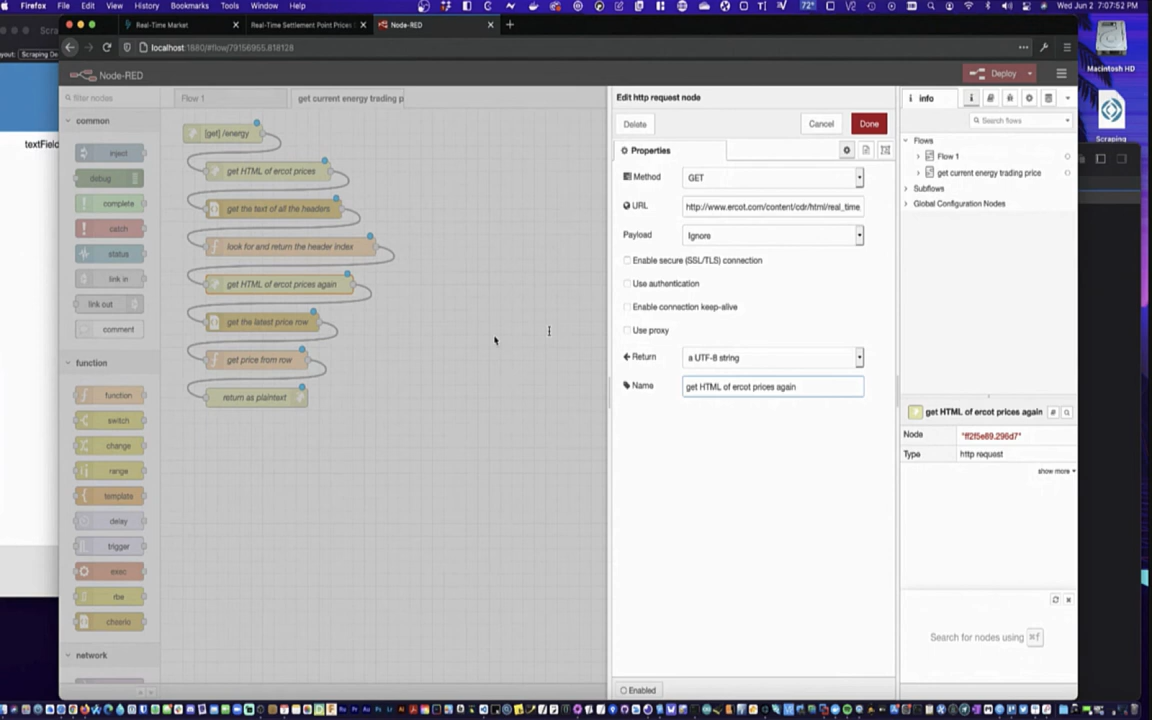 Firefox File Edit View History Bookmarks Tools Window Help 72° Wed Jun 2 7:07:52 PM
Real-Time Market Real-Time Settlement Point Prices Node-RED
localhost:1880/#flow/79156965.818128
Macintosh HD
Node-RED Deploy
filter nodes Flow 1 get current energy trading p Edit http request node info
Search flows
Scraping
common [get] /energy Delete Cancel Done
Flows
textField
inject Properties Flow 1
get HTML of ercot prices get current energy trading price
debug Method GET
Subflows
complete get the text of all the headers URL http://www.ercot.com/content/cdr/html/real_time Global Configuration Nodes
catch
look for and return the header index Payload Ignore
status
Enable secure (SSL/TLS) connection
link in get HTML of ercot prices again Use authentication
link out Enable connection keep-alive
comment get the latest price row Use proxy
function get price from row Return a UTF-8 string
Name get HTML of ercot prices again
function return as plaintext
get HTML of ercot prices again
switch Node "ff2f5e89.296d7"
change Type http request
range show more
template
delay
trigger
exec
rbe
cheerio Search for nodes using ⌘f
network
Enabled